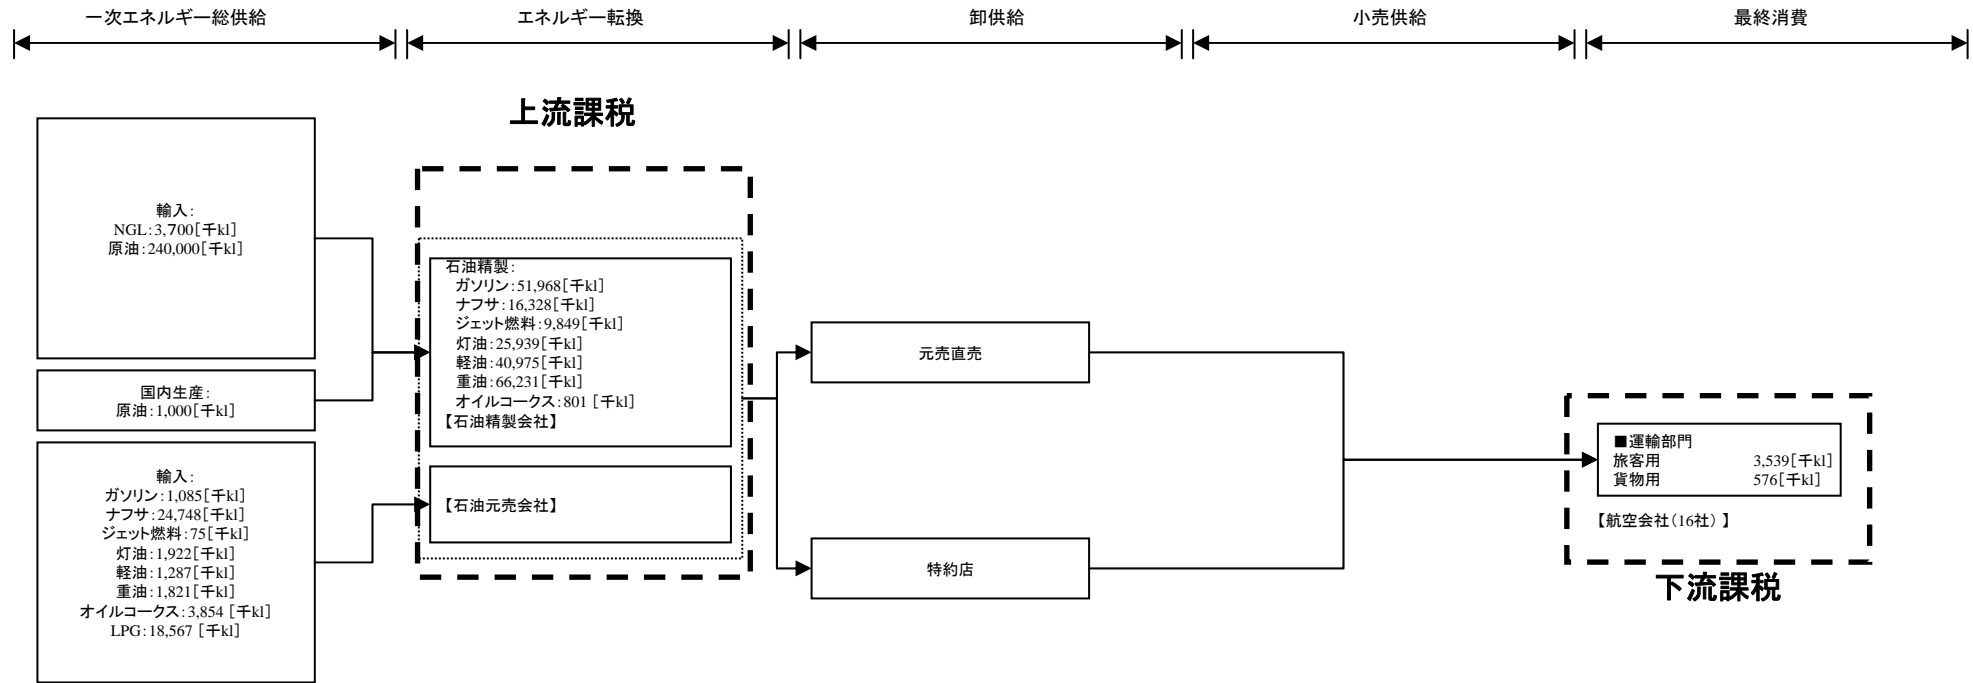 一次エネルギー総供給
エネルギー転換
卸供給
小売供給
最終消費
上流課税
輸入:
NGL:3,700[千kl]
原油:240,000[千kl]
国内生産:
原油:1,000[千kl]
輸入:
ガソリン:1,085[千kl]
ナフサ:24,748[千kl]
ジェット燃料:75[千kl]
灯油:1,922[千kl]
軽油:1,287[千kl]
重油:1,821[千kl]
オイルコークス:3,854 [千kl]
LPG:18,567 [千kl]
石油精製:
ガソリン:51,968[千kl]
ナフサ:16,328[千kl]
ジェット燃料:9,849[千kl]
灯油:25,939[千kl]
軽油:40,975[千kl]
重油:66,231[千kl]
オイルコークス:801 [千kl]
【石油精製会社】
【石油元売会社】
元売直売
特約店
■運輸部門
旅客用 3,539[千kl]
貨物用 576[千kl]
【航空会社(16社) 】
下流課税